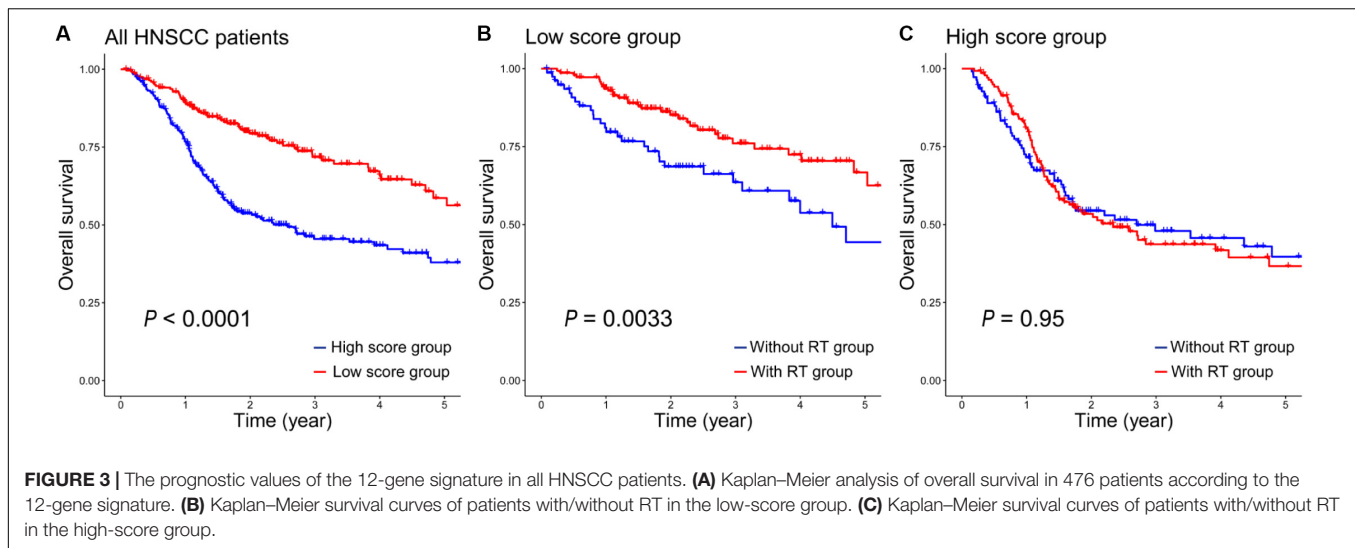 A All HNSCC patients
1.00
0.75
0.50
0.25
0.00
Overall survival
P < 0.0001
High score group
Low score group
0 1 2 3 4 5
Time (year)
B Low score group
1.00
0.75
0.50
0.25
0.00
Overall survival
P = 0.0033
Without RT group
With RT group
0 1 2 3 4 5
Time (year)
C High score group
1.00
0.75
0.50
0.25
0.00
Overall survival
P = 0.95
Without RT group
With RT group
0 1 2 3 4 5
Time (year)
FIGURE 3 | The prognostic values of the 12-gene signature in all HNSCC patients. (A) Kaplan–Meier analysis of overall survival in 476 patients according to the
12-gene signature. (B) Kaplan–Meier survival curves of patients with/without RT in the low-score group. (C) Kaplan–Meier survival curves of patients with/without RT
in the high-score group.